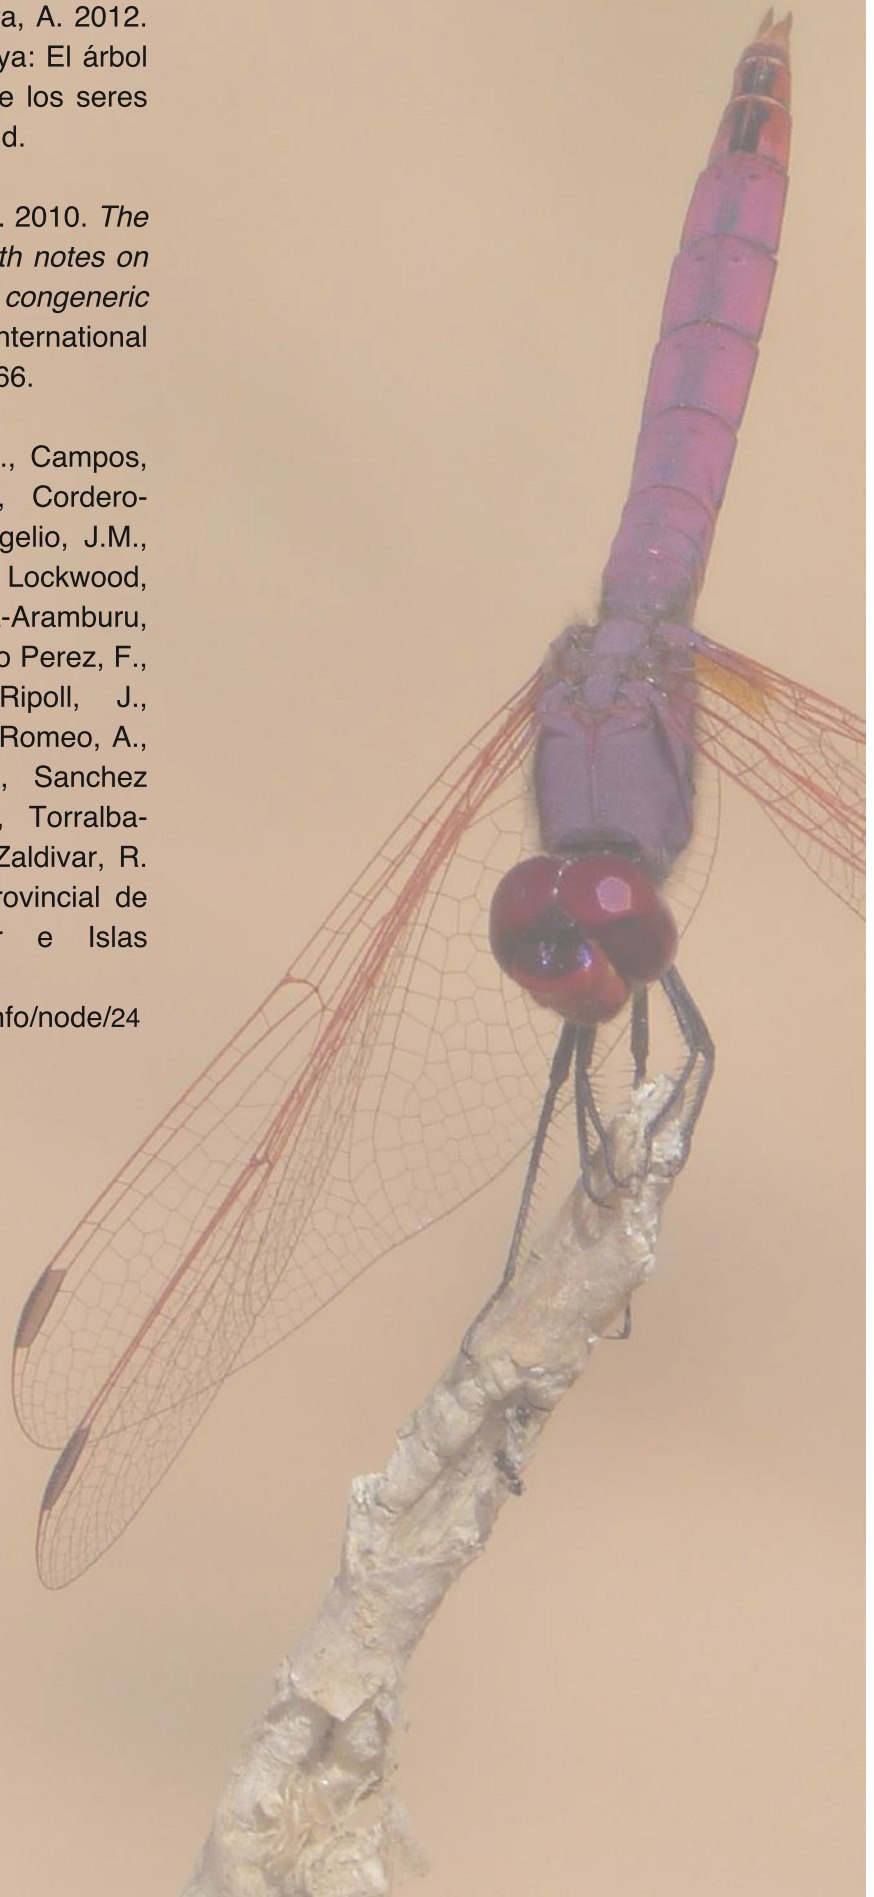 a, A. 2012.
ya: El árbol
e los seres
d.
. 2010. The
th notes on
congeneric
nternational
66.
., Campos,
, Cordero-
gelio, J.M.,
Lockwood,
-Aramburu,
o Perez, F.,
Ripoll, J.,
Romeo, A.,
, Sanchez
, Torralba-
Zaldivar, R.
rovincial de
r e Islas
nfo/node/24